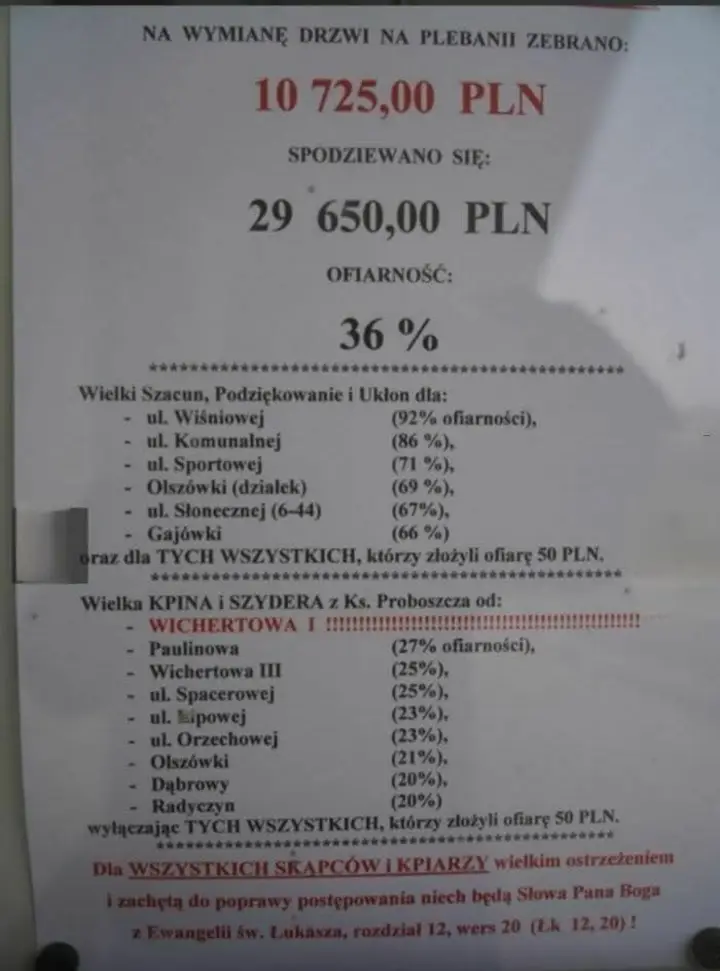 NA WYMIANĘ DRZWI NA PLEBANII ZEBRANO:
10 725,00 PLN
SPODZIEWANO SIĘ:
29 650,00 PLN
OFIARNOŚĆ:
36 %
************************************************************
Wielki Szacun, Podziękowanie i Ukłon dla:
- ul. Wiśniowej (92% ofiarności),
- ul. Komunalnej (86 %),
- ul. Sportowej (71 %),
- Olszówki (działek) (69 %),
- ul. Słonecznej (6-44) (67%),
- Gajówki (66 %)
oraz dla TYCH WSZYSTKICH, którzy złożyli ofiarę 50 PLN.
************************************************************
Wielka KPINA i SZYDERA z Ks. Proboszcza od:
- WICHERTOWA I !!!!!!!!!!!!!!!!!!!!!!!!!!!!!!!!!!!!!!!!!!!!!!!!!!!!!!!!
- Paulinowa (27% ofiarności),
- Wichertowa III (25%),
- ul. Spacerowej (25%),
- ul. Lipowej (23%),
- ul. Orzechowej (23%),
- Olszówki (21%),
- Dąbrowy (20%),
- Radyczyn (20%)
wyłączając TYCH WSZYSTKICH, którzy złożyli ofiarę 50 PLN.
************************************************************
Dla WSZYSTKICH SKĄPCÓW i KPIARZY wielkim ostrzeżeniem
i zachętą do poprawy postępowania niech będą Słowa Pana Boga
z Ewangelii św. Łukasza, rozdział 12, wers 20 (Łk 12, 20) !